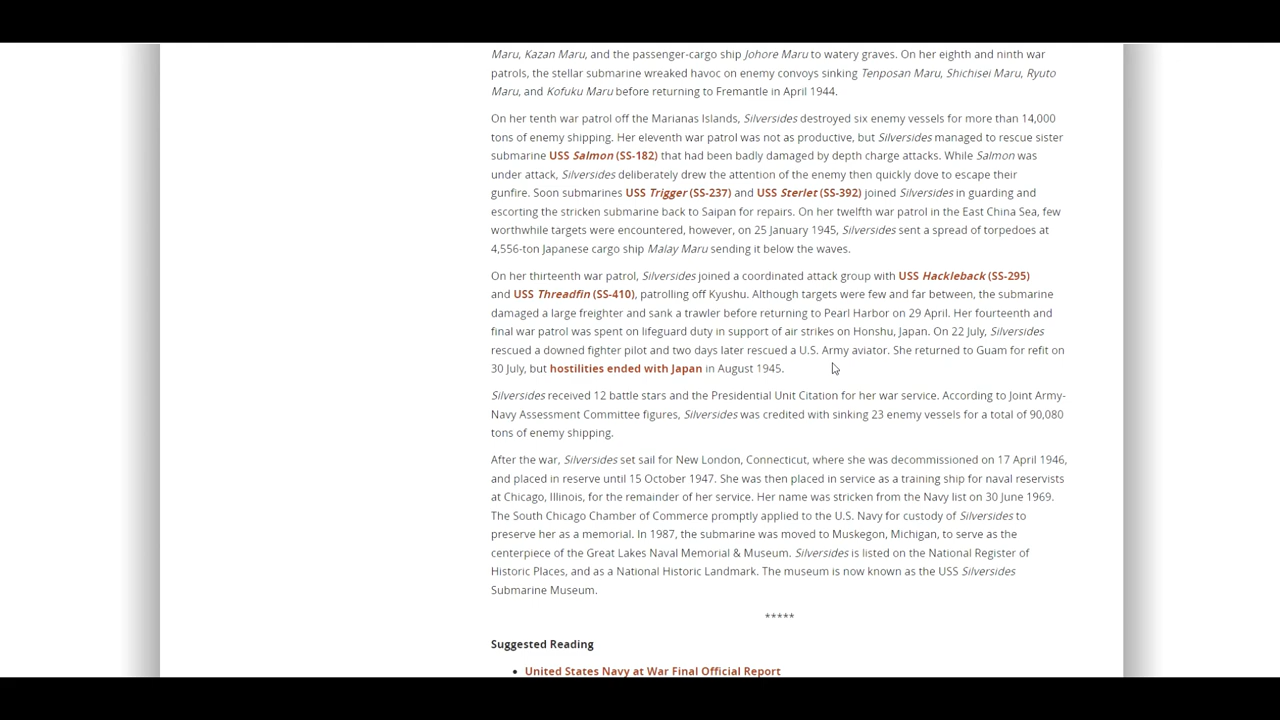 Maru, Kazan Maru, and the passenger-cargo ship Johore Maru to watery graves. On her eighth and ninth war
patrols, the stellar submarine wreaked havoc on enemy convoys sinking Tenposan Maru, Shichisei Maru, Ryuto
Maru, and Kofuku Maru before returning to Fremantle in April 1944.
On her tenth war patrol off the Marianas Islands, Silversides destroyed six enemy vessels for more than 14,000
tons of enemy shipping. Her eleventh war patrol was not as productive, but Silversides managed to rescue sister
submarine USS Salmon (SS-182) that had been badly damaged by depth charge attacks. While Salmon was
under attack, Silversides deliberately drew the attention of the enemy then quickly dove to escape their
gunfire. Soon submarines USS Trigger (SS-237) and USS Sterlet (SS-392) joined Silversides in guarding and
escorting the stricken submarine back to Saipan for repairs. On her twelfth war patrol in the East China Sea, few
worthwhile targets were encountered, however, on 25 January 1945, Silversides sent a spread of torpedoes at
4,556-ton Japanese cargo ship Malay Maru sending it below the waves.
On her thirteenth war patrol, Silversides joined a coordinated attack group with USS Hackleback (SS-295)
and USS Threadfin (SS-410), patrolling off Kyushu. Although targets were few and far between, the submarine
damaged a large freighter and sank a trawler before returning to Pearl Harbor on 29 April. Her fourteenth and
final war patrol was spent on lifeguard duty in support of air strikes on Honshu, Japan. On 22 July, Silversides
rescued a downed fighter pilot and two days later rescued a U.S. Army aviator. She returned to Guam for refit on
30 July, but hostilities ended with Japan in August 1945.
Silversides received 12 battle stars and the Presidential Unit Citation for her war service. According to Joint Army-
Navy Assessment Committee figures, Silversides was credited with sinking 23 enemy vessels for a total of 90,080
tons of enemy shipping.
After the war, Silversides set sail for New London, Connecticut, where she was decommissioned on 17 April 1946,
and placed in reserve until 15 October 1947. She was then placed in service as a training ship for naval reservists
at Chicago, Illinois, for the remainder of her service. Her name was stricken from the Navy list on 30 June 1969.
The South Chicago Chamber of Commerce promptly applied to the U.S. Navy for custody of Silversides to
preserve her as a memorial. In 1987, the submarine was moved to Muskegon, Michigan, to serve as the
centerpiece of the Great Lakes Naval Memorial & Museum. Silversides is listed on the National Register of
Historic Places, and as a National Historic Landmark. The museum is now known as the USS Silversides
Submarine Museum.
*****
Suggested Reading
• United States Navy at War Final Official Report